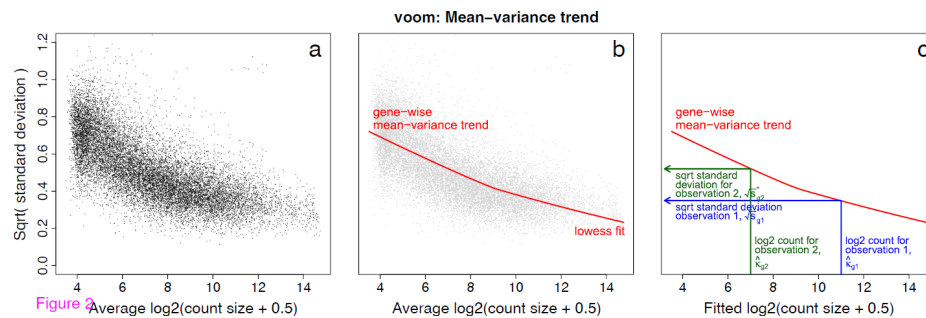 voom: Mean−variance trend
a
Sqrt( standard deviation )
0.0 0.2 0.4 0.6 0.8 1.0 1.2
4 6 8 10 12 14
Average log2(count size + 0.5)
Figure 2
b
gene−wise
mean−variance trend
lowess fit
4 6 8 10 12 14
Average log2(count size + 0.5)
c
gene−wise
mean−variance trend
sqrt standard
deviation for
observation 2, √s̃g2
sqrt standard deviation
observation 1, √s̃g1
log2 count for
observation 2,
κ̂g2
log2 count for
observation 1,
κ̂g1
4 6 8 10 12 14
Fitted log2(count size + 0.5)